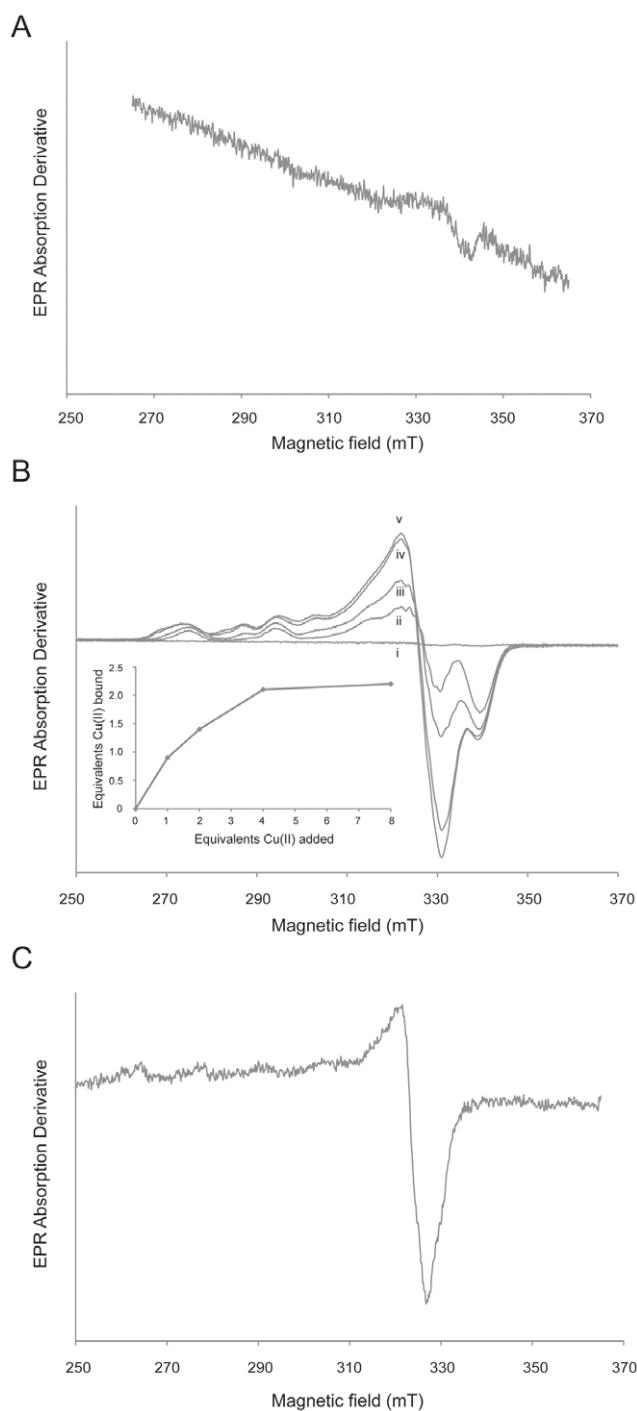 A
EPR Absorption Derivative
250 270 290 310 330 350 370
Magnetic field (mT)
B
EPR Absorption Derivative
v
iv
iii
ii
i
Equivalents Cu(II) bound
2.5
2.0
1.5
1.0
0.5
0
0 1 2 3 4 5 6 7 8
Equivalents Cu(II) added
250 270 290 310 330 350 370
Magnetic field (mT)
C
EPR Absorption Derivative
250 270 290 310 330 350 370
Magnetic field (mT)